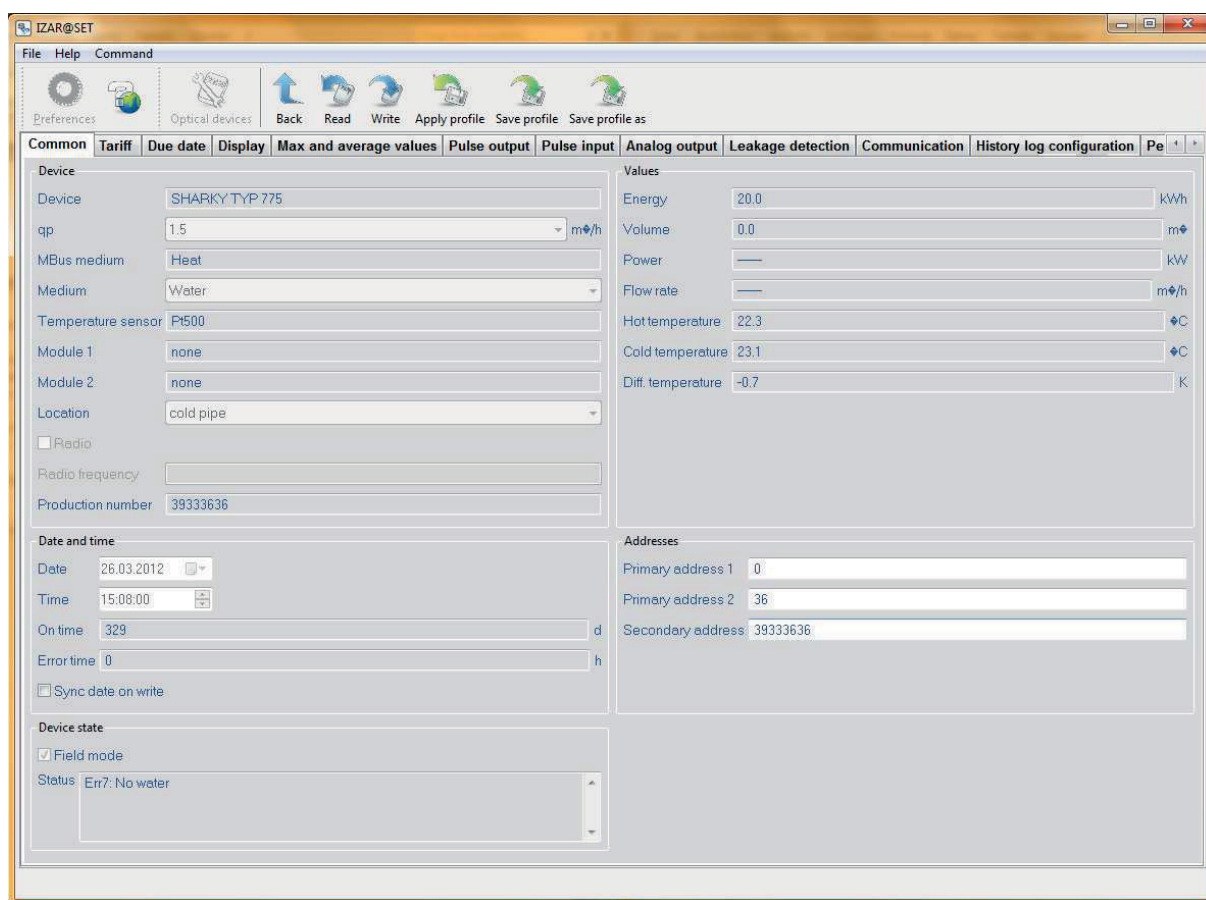 IZAR@SET
File Help Command
Preferences Optical devices Back Read Write Apply profile Save profile Save profile as
Common Tariff Due date Display Max and average values Pulse output Pulse input Analog output Leakage detection Communication History log configuration Pe
Device
Device SHARKY TYP 775
qp 1.5 m�/h
MBus medium Heat
Medium Water
Temperature sensor Pt500
Module 1 none
Module 2 none
Location cold pipe
Radio
Radio frequency
Production number 39333636
Values
Energy 20.0 kWh
Volume 0.0 m�
Power —— kW
Flow rate —— m�/h
Hot temperature 22.3 �C
Cold temperature 23.1 �C
Diff. temperature -0.7 K
Date and time
Date 26.03.2012
Time 15:08:00
On time 329 d
Error time 0 h
Sync date on write
Addresses
Primary address 1 0
Primary address 2 36
Secondary address 39333636
Device state
Field mode
Status Err7: No water